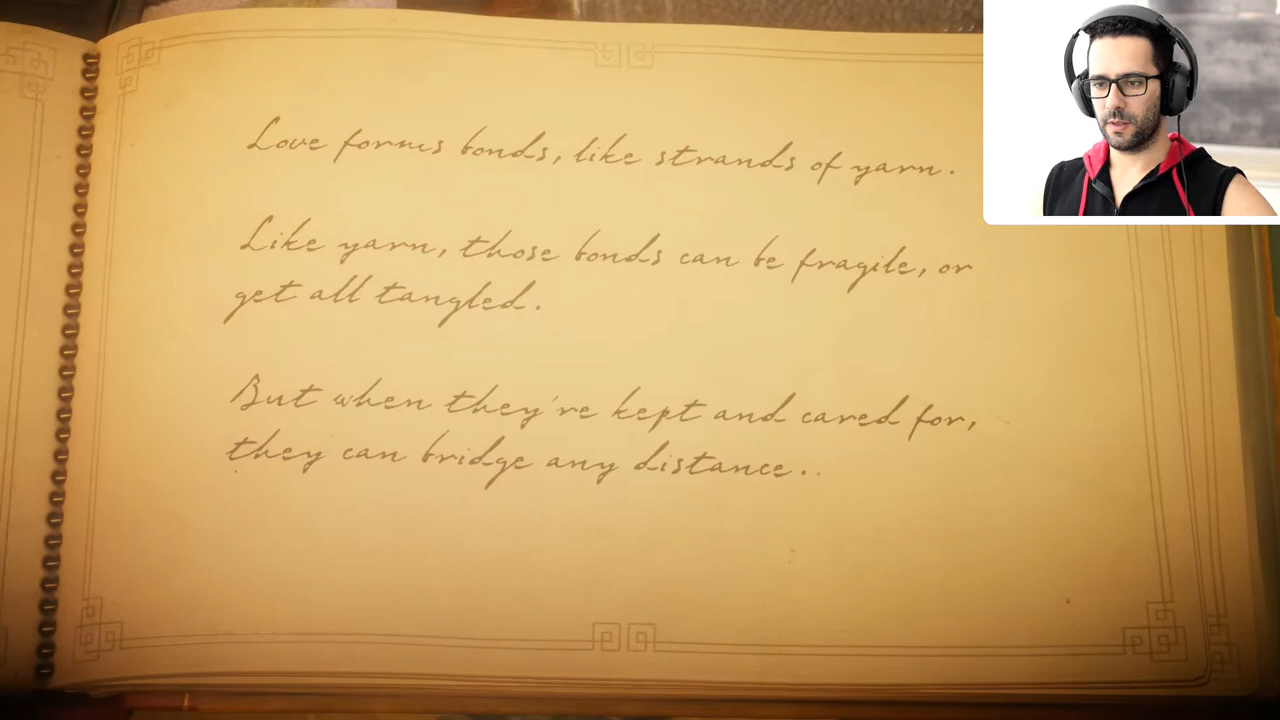 Love forms bonds, like strands of yarn.
Like yarn, those bonds can be fragile, or
get all tangled.
But when they're kept and cared for,
they can bridge any distance..